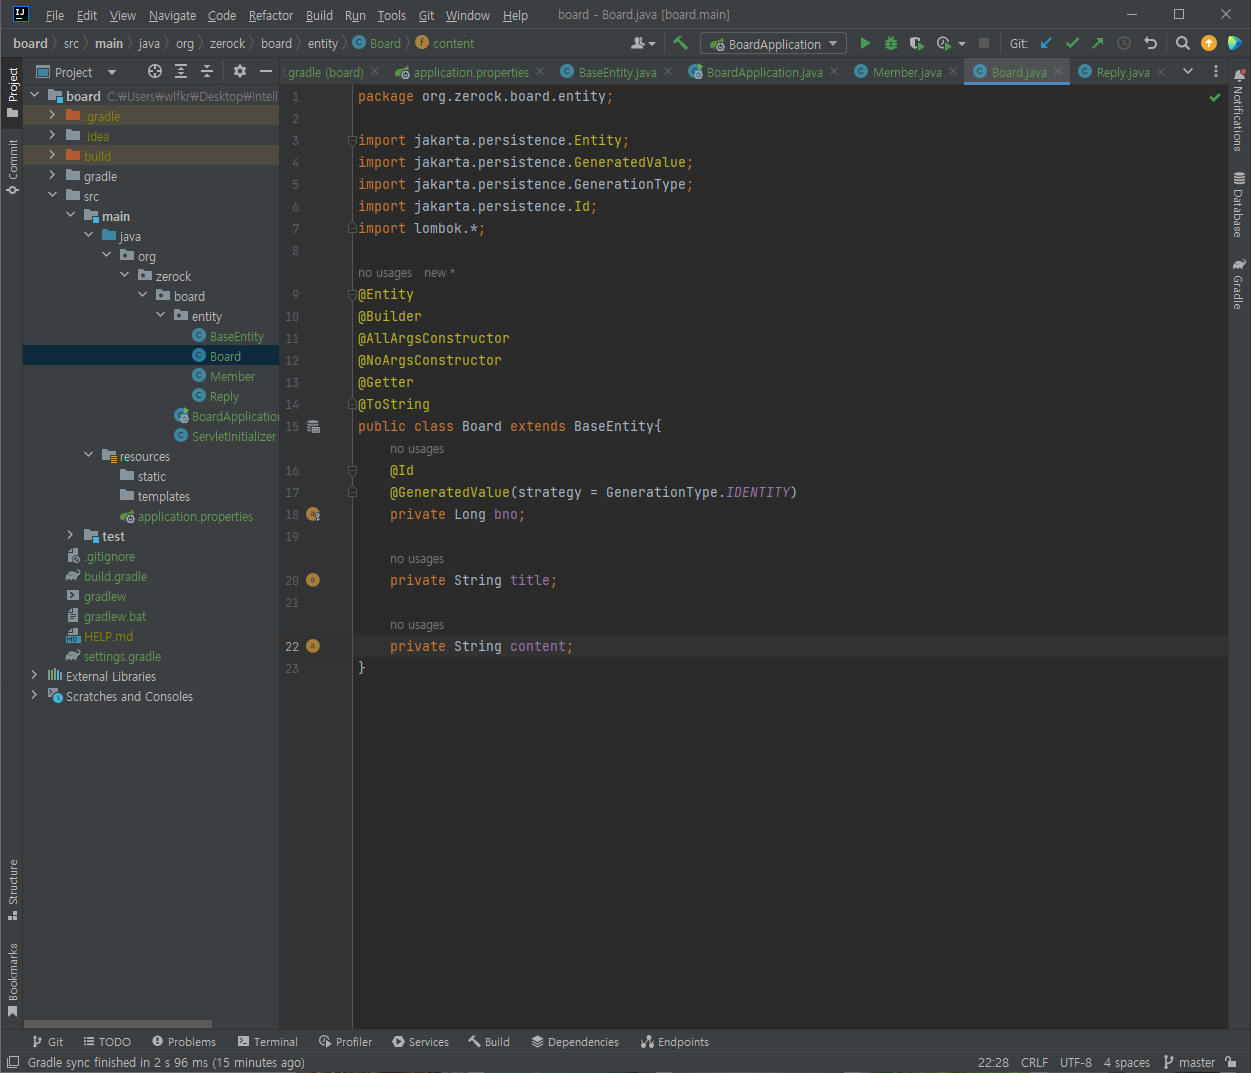 File Edit View Navigate Code Refactor Build Run Tools Git Window Help board - Board.java [board.main]
board src main java org zerock board entity Board content BoardApplication Git:
Project .gradle (board) application.properties BaseEntity.java BoardApplication.java Member.java Board.java Reply.java
board C:₩Users₩wlfkr₩Desktop₩Intell
.gradle
.idea
build
gradle
src
main
java
org
zerock
board
entity
BaseEntity
Board
Member
Reply
BoardApplication
ServletInitializer
resources
static
templates
application.properties
test
.gitignore
build.gradle
gradlew
gradlew.bat
HELP.md
settings.gradle
External Libraries
Scratches and Consoles
Project
Commit
Structure
Bookmarks
1 package org.zerock.board.entity;
2
3 import jakarta.persistence.Entity;
4 import jakarta.persistence.GeneratedValue;
5 import jakarta.persistence.GenerationType;
6 import jakarta.persistence.Id;
7 import lombok.*;
8
no usages new *
9 @Entity
10 @Builder
11 @AllArgsConstructor
12 @NoArgsConstructor
13 @Getter
14 @ToString
15 public class Board extends BaseEntity{
no usages
16 @Id
17 @GeneratedValue(strategy = GenerationType.IDENTITY)
18 private Long bno;
19
no usages
20 private String title;
21
no usages
22 private String content;
23 }
Notifications
Database
Gradle
Git TODO Problems Terminal Profiler Services Build Dependencies Endpoints
Gradle sync finished in 2 s 96 ms (15 minutes ago) 22:28 CRLF UTF-8 4 spaces master